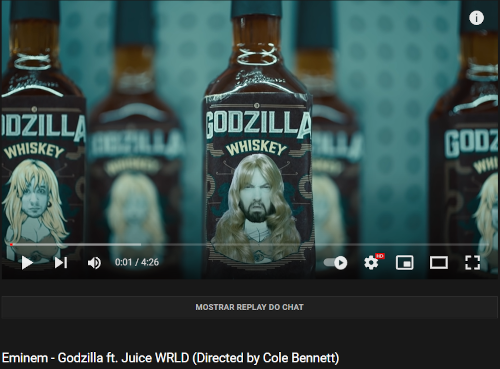 GODZILLA
WHISKEY
GODZILLA
WHISKEY
GODZILLA
0:01 / 4:26
HD
MOSTRAR REPLAY DO CHAT
Eminem - Godzilla ft. Juice WRLD (Directed by Cole Bennett)